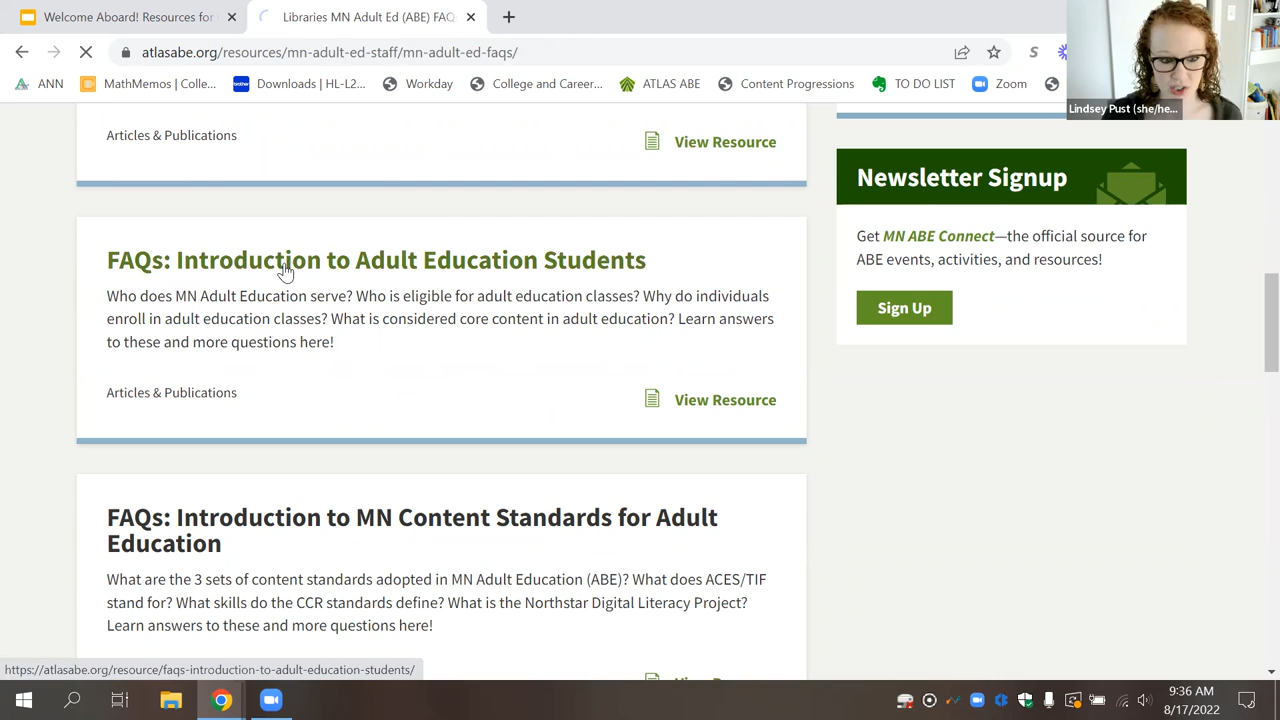 Welcome Aboard! Resources for
Libraries MN Adult Ed (ABE) FAQ
atlasabe.org/resources/mn-adult-ed-staff/mn-adult-ed-faqs/
ANN
MathMemos | Colle...
Downloads | HL-L2...
Workday
College and Career...
ATLAS ABE
Content Progressions
TO DO LIST
Zoom
Lindsey Pust (she/he...
Articles & Publications
View Resource
FAQs: Introduction to Adult Education Students
Who does MN Adult Education serve? Who is eligible for adult education classes? Why do individuals
enroll in adult education classes? What is considered core content in adult education? Learn answers
to these and more questions here!
Articles & Publications
View Resource
FAQs: Introduction to MN Content Standards for Adult
Education
What are the 3 sets of content standards adopted in MN Adult Education (ABE)? What does ACES/TIF
stand for? What skills do the CCR standards define? What is the Northstar Digital Literacy Project?
Learn answers to these and more questions here!
Newsletter Signup
Get MN ABE Connect—the official source for
ABE events, activities, and resources!
Sign Up
https://atlasabe.org/resource/faqs-introduction-to-adult-education-students/
9:36 AM
8/17/2022